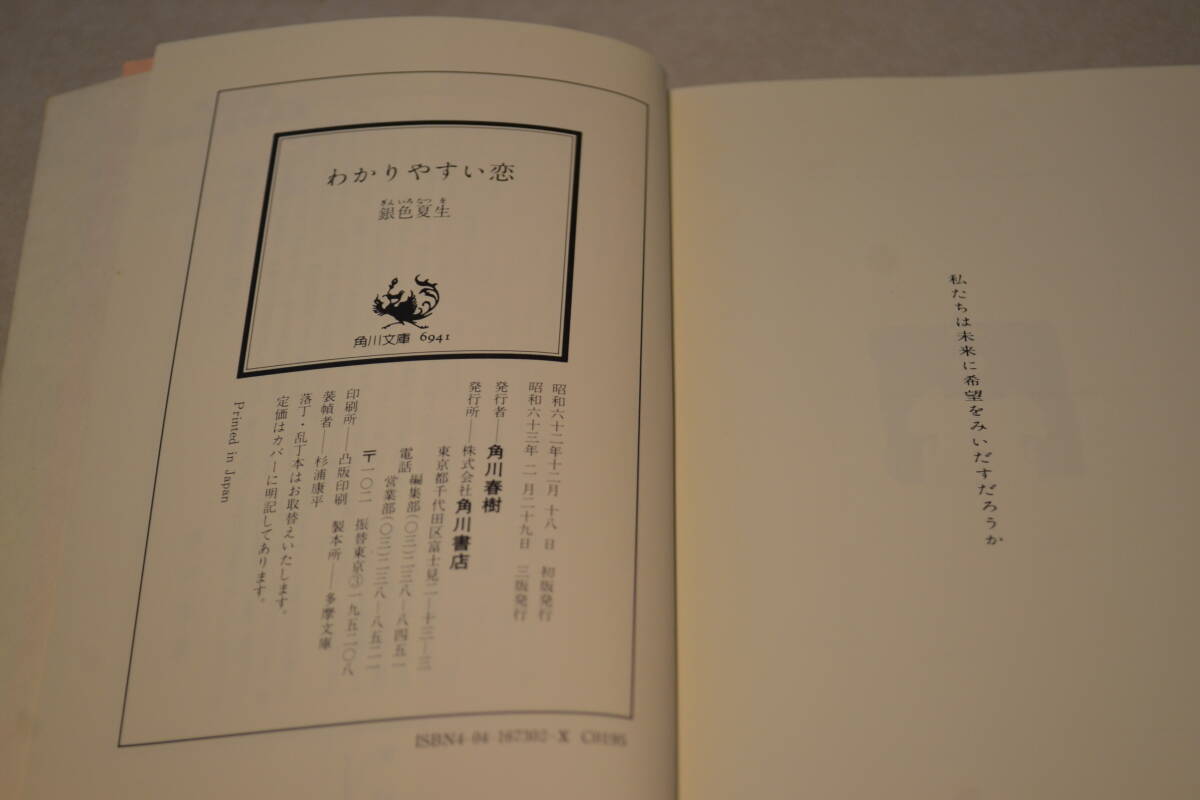 私たちは未来に希望をみいだすだろうか
わかりやすい恋
ぎんいろなつを
銀色夏生
角川文庫 6941
昭和六十二年十二月 十八 日 初版発行
昭和六十三年 二 月二十九日 三版発行
発行者――角川春樹
発行所――株式会社角川書店
東京都千代田区富士見二―十三―三
電話 編集部(〇三)二三八―八四五一
営業部(〇三)二三八―八五二一
〒一〇二 振替東京③一九五二〇八
印刷所――凸版印刷 製本所――多摩文庫
装幀者――杉浦康平
落丁・乱丁本はお取替えいたします。
定価はカバーに明記してあります。
Printed in Japan
ISBN4-04-167302-X C0195